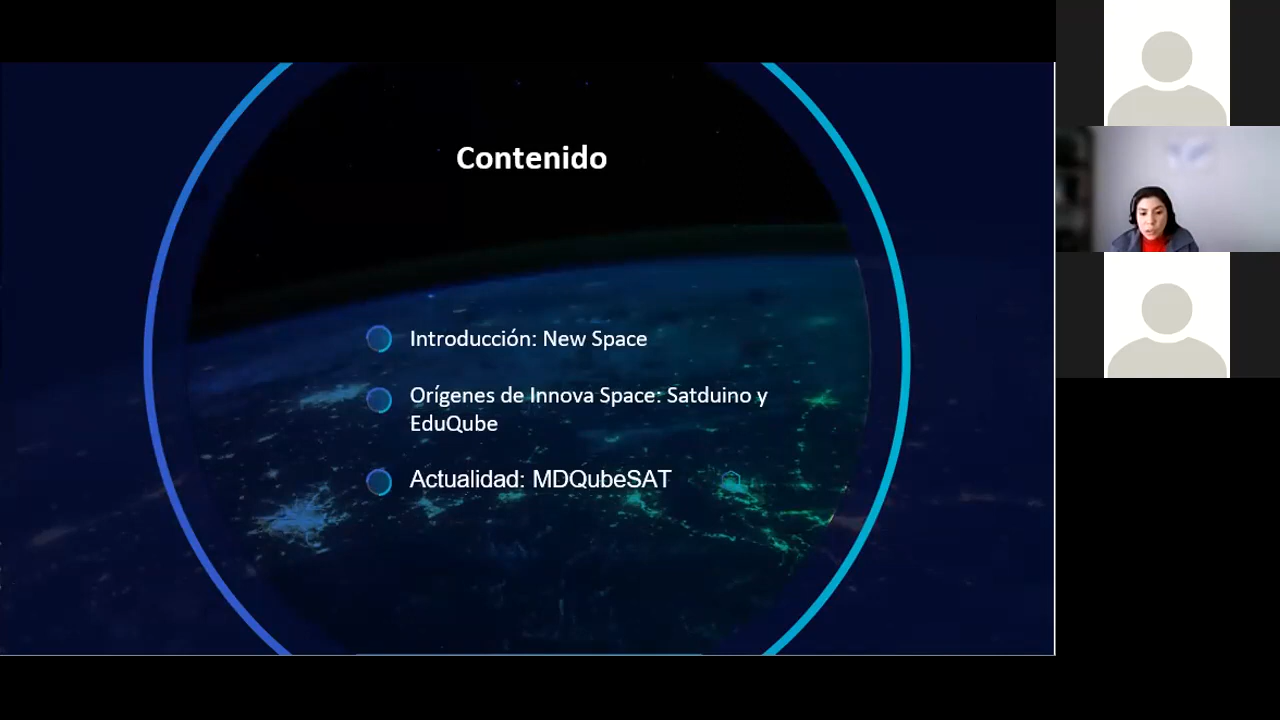 Contenido
Introducción: New Space
Orígenes de Innova Space: Satduino y
EduQube
Actualidad: MDQubeSAT